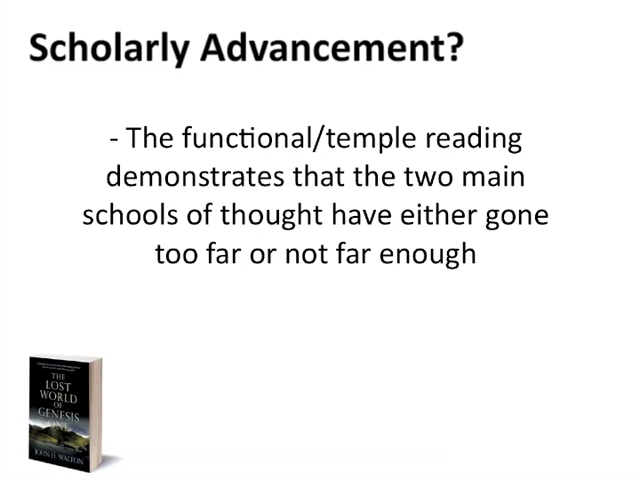 Scholarly Advancement?
- The functional/temple reading
demonstrates that the two main
schools of thought have either gone
too far or not far enough
THE
LOST
WORLD
OF
GENESIS
ONE
JOHN H. WALTON